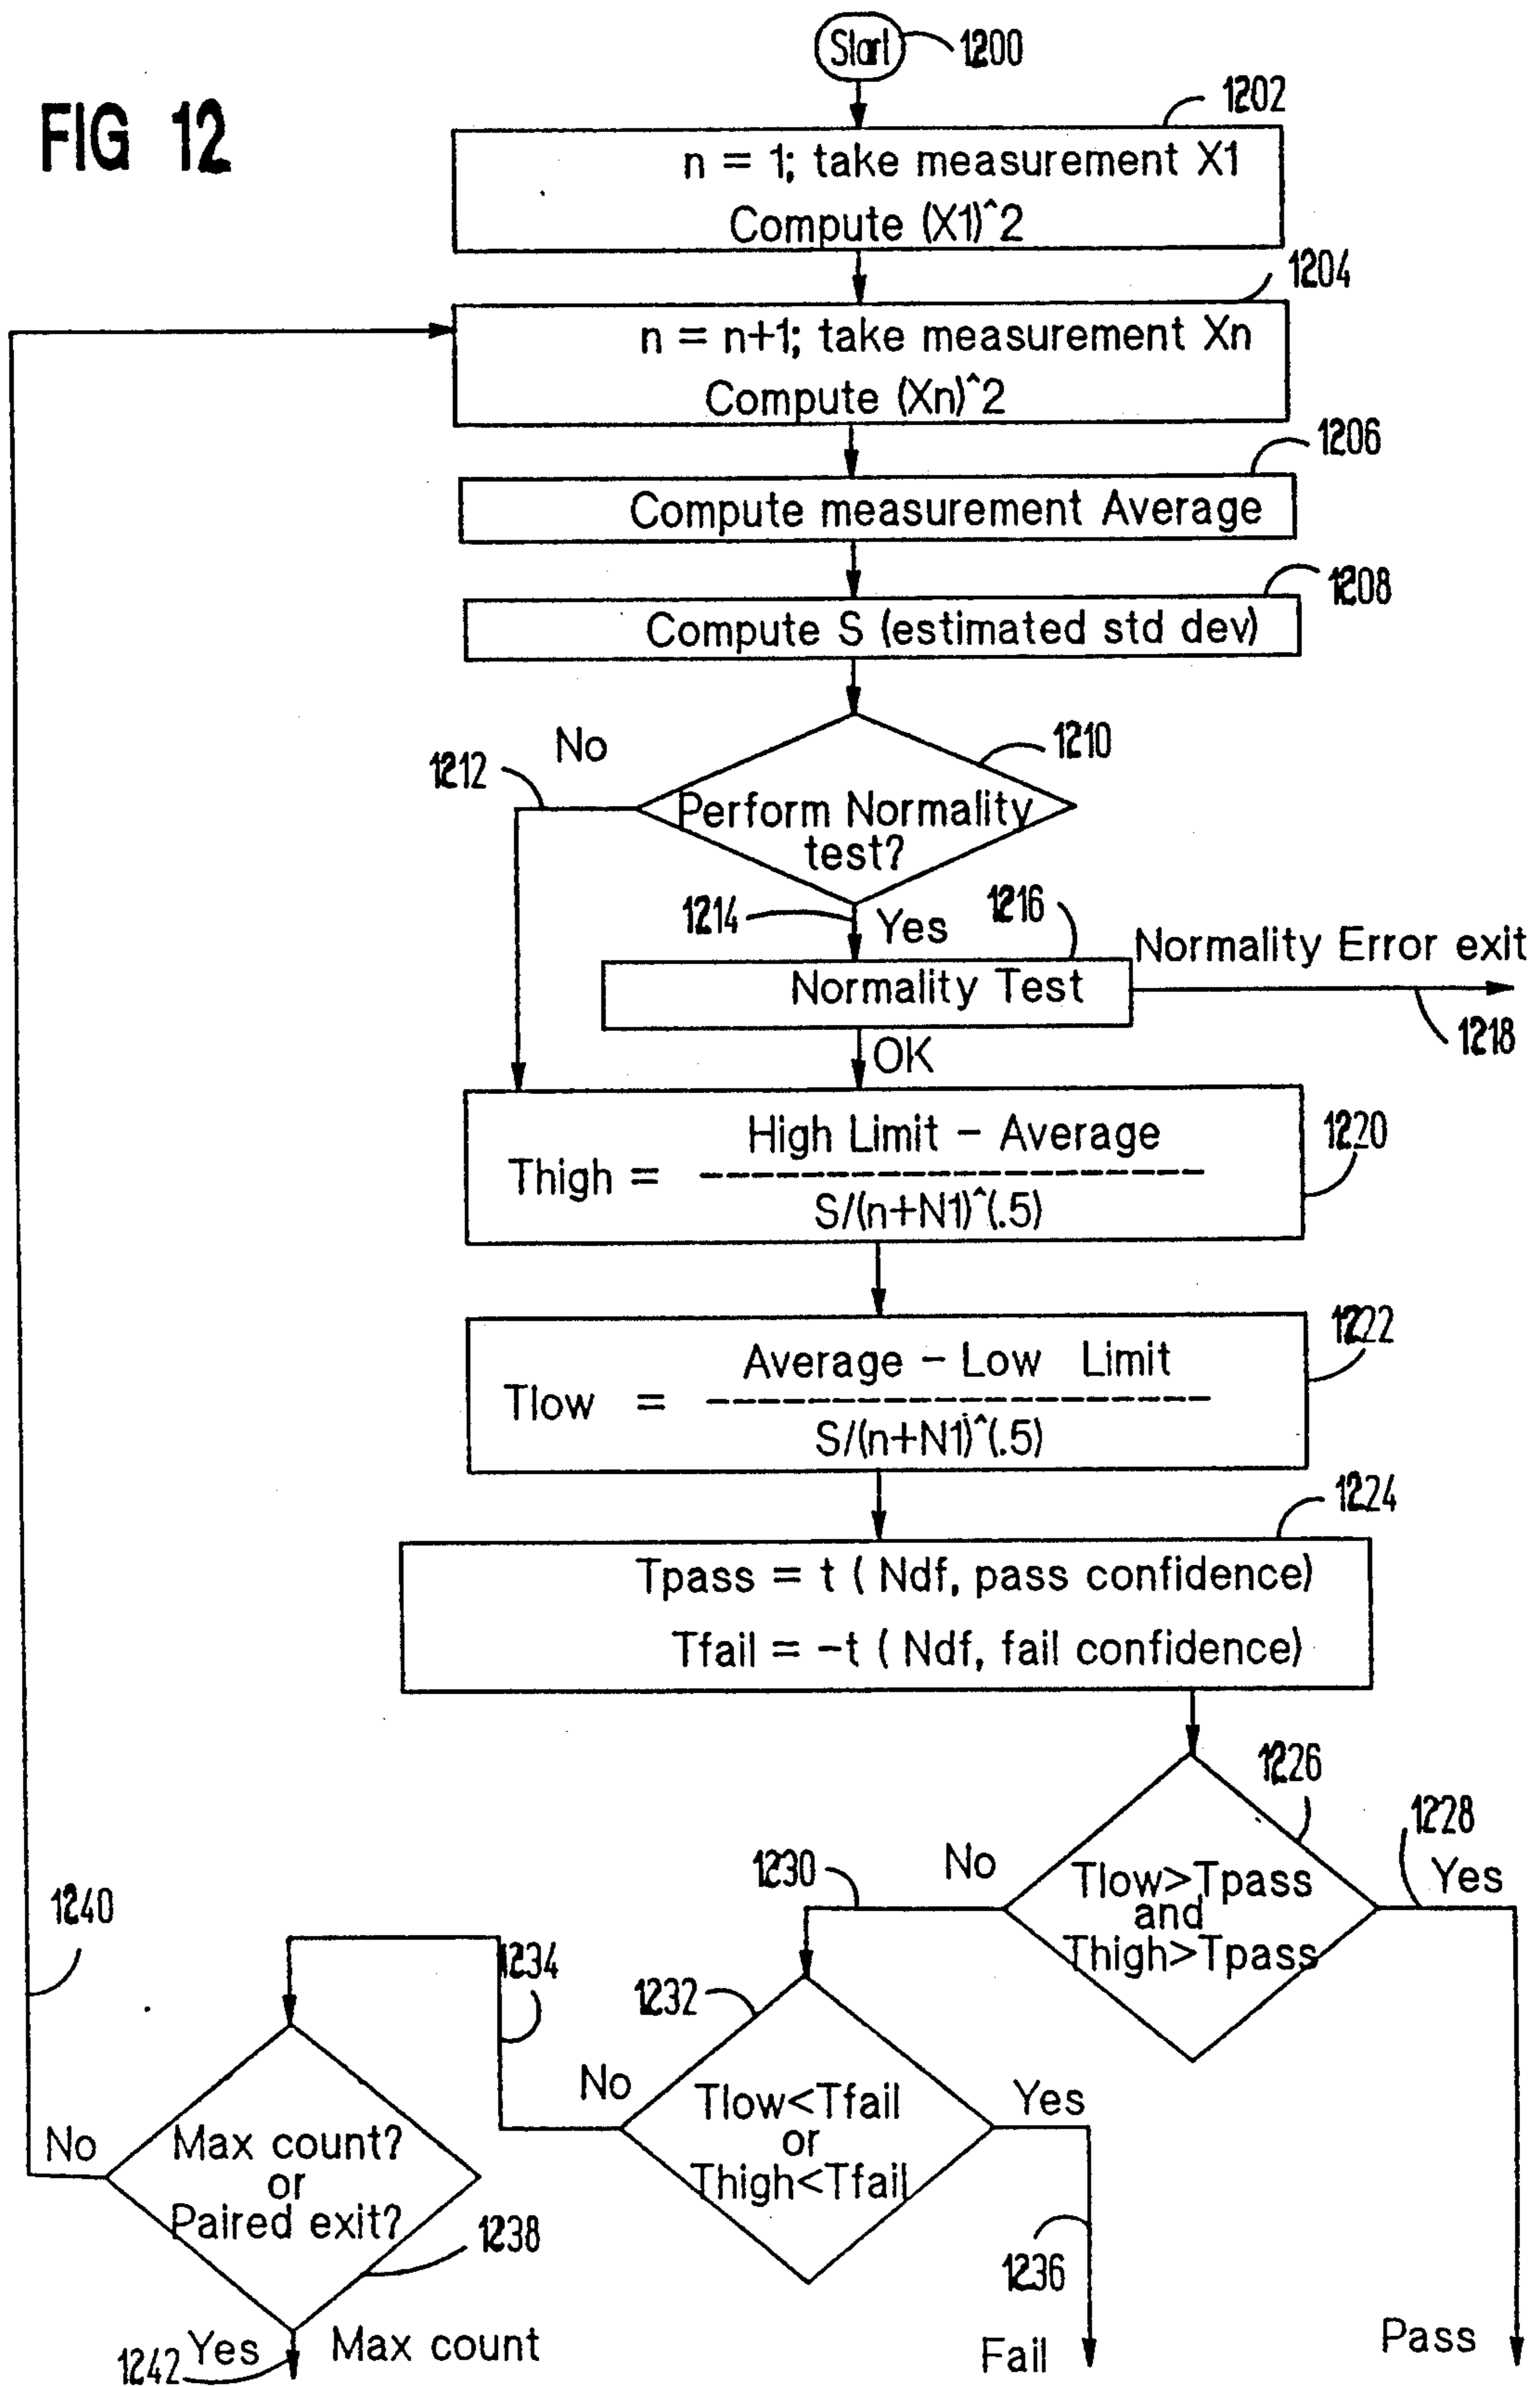 Start
1200
FIG 12
1202
n = 1; take measurement X1
Compute (X1)^2
1204
n = n+1; take measurement Xn
Compute (Xn)^2
1206
Compute measurement Average
1208
Compute S (estimated std dev)
No
1212
1210
Perform Normality
test?
1214
Yes
1216
Normality Error exit
Normality Test
1218
OK
High Limit - Average
Thigh = --------------------
S/(n+N1)^(.5)
1220
1222
Average - Low Limit
Tlow = --------------------
S/(n+N1)^(.5)
1224
Tpass = t ( Ndf, pass confidence)
Tfail = -t ( Ndf, fail confidence)
1226
1228
1230
No
Yes
Tlow>Tpass
and
Thigh>Tpass
1240
1234
1232
No
Tlow<Tfail
or
Thigh<Tfail
Yes
No
Max count?
or
Paired exit?
1238
1236
1242
Yes
Max count
Fail
Pass